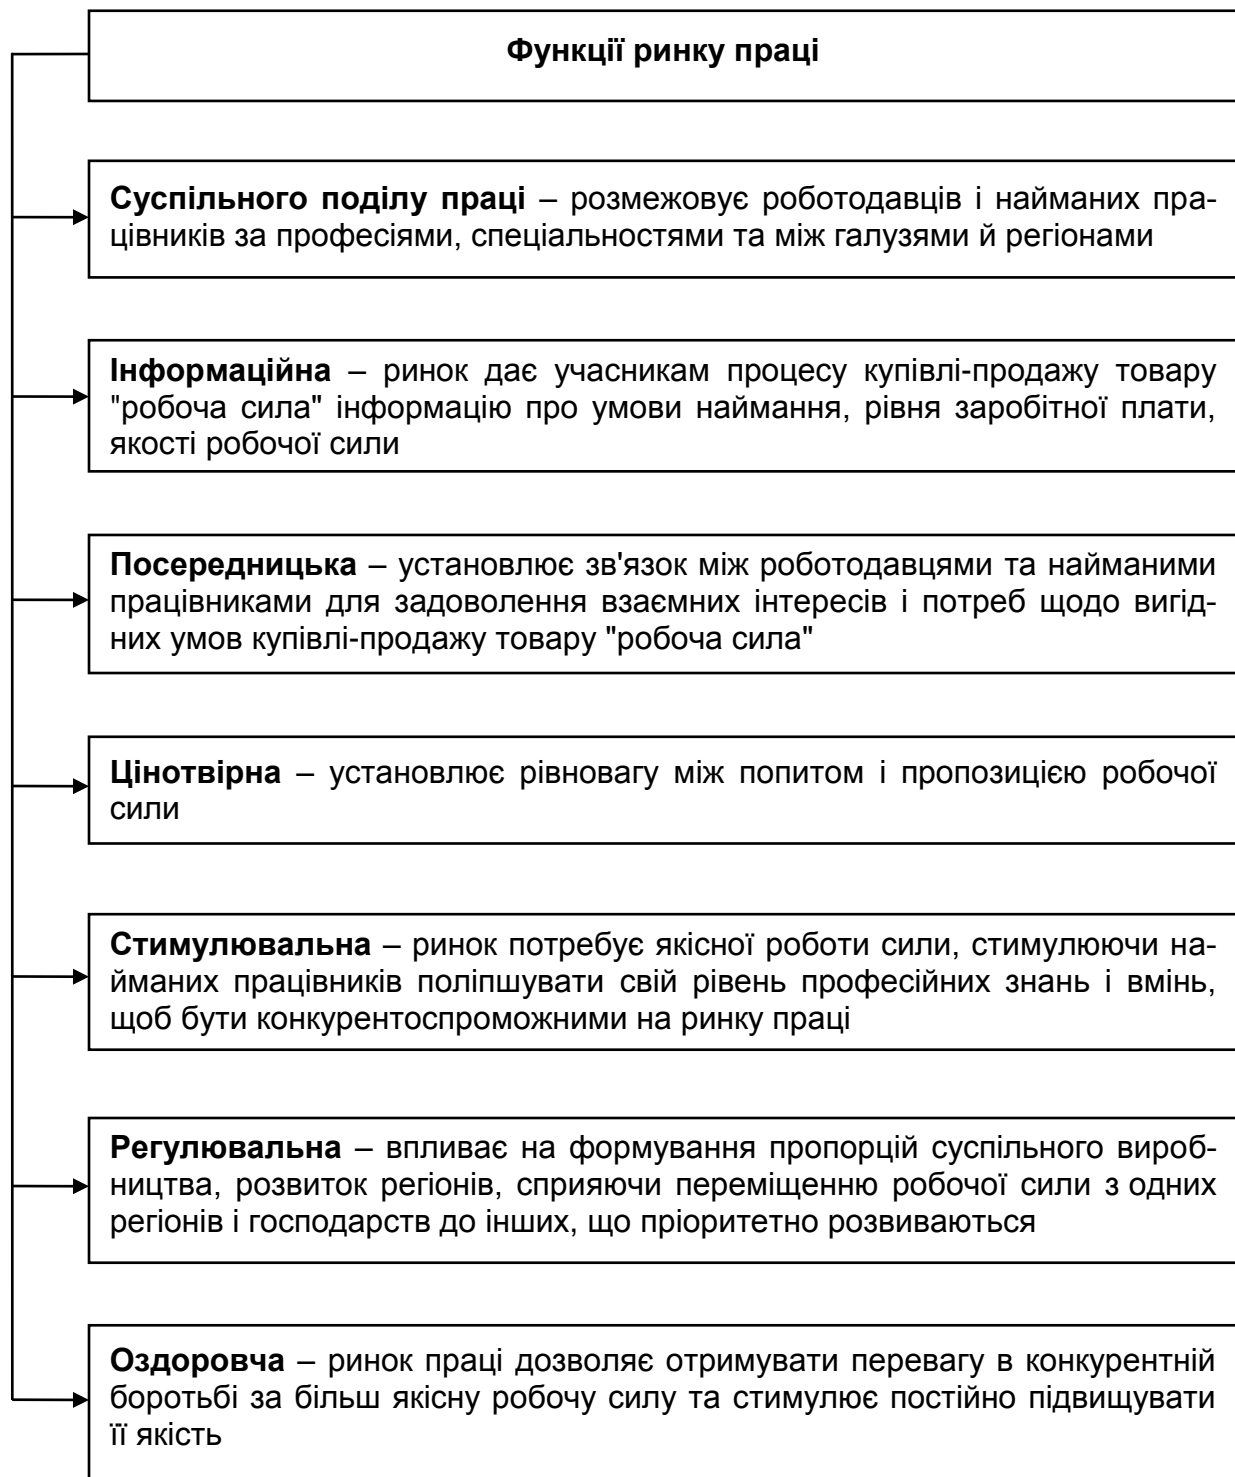 Функції ринку праці
Суспільного поділу праці – розмежовує роботодавців і найманих пра-
цівників за професіями, спеціальностями та між галузями й регіонами
Інформаційна – ринок дає учасникам процесу купівлі-продажу товару
"робоча сила" інформацію про умови наймання, рівня заробітної плати,
якості робочої сили
Посередницька – установлює зв'язок між роботодавцями та найманими
працівниками для задоволення взаємних інтересів і потреб щодо вигід-
них умов купівлі-продажу товару "робоча сила"
Цінотвірна – установлює рівновагу між попитом і пропозицією робочої
сили
Стимулювальна – ринок потребує якісної роботи сили, стимулюючи на-
йманих працівників поліпшувати свій рівень професійних знань і вмінь,
щоб бути конкурентоспроможними на ринку праці
Регулювальна – впливає на формування пропорцій суспільного вироб-
ництва, розвиток регіонів, сприяючи переміщенню робочої сили з одних
регіонів і господарств до інших, що пріоритетно розвиваються
Оздоровча – ринок праці дозволяє отримувати перевагу в конкурентній
боротьбі за більш якісну робочу силу та стимулює постійно підвищувати
її якість